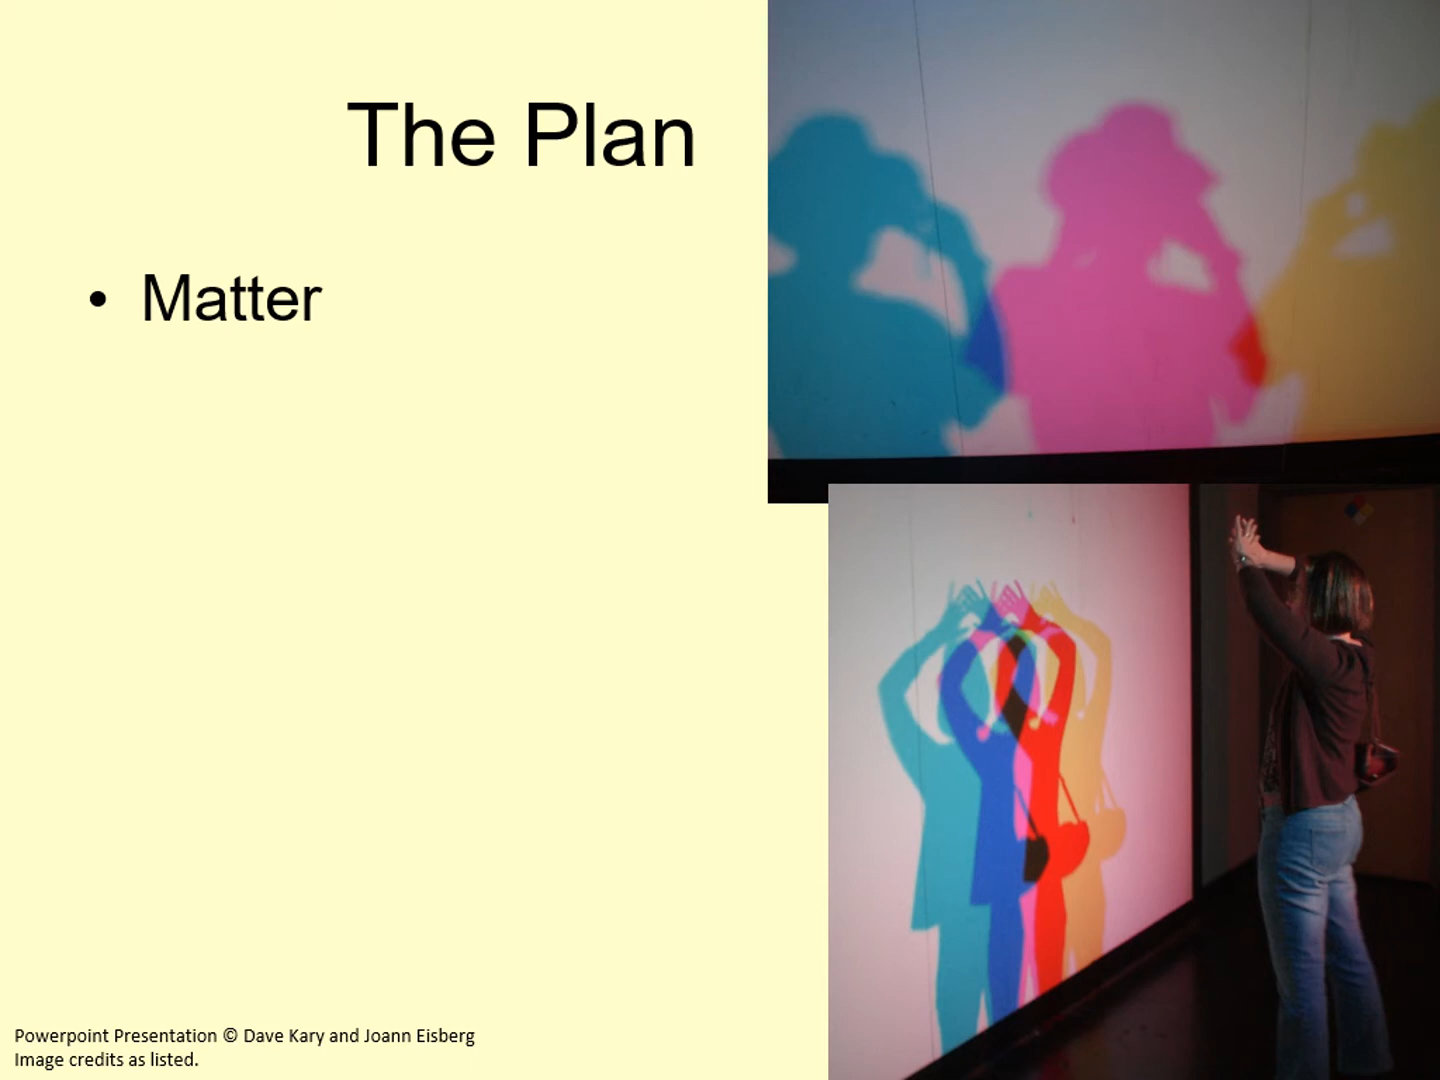 The Plan
• Matter
Powerpoint Presentation © Dave Kary and Joann Eisberg
Image credits as listed.